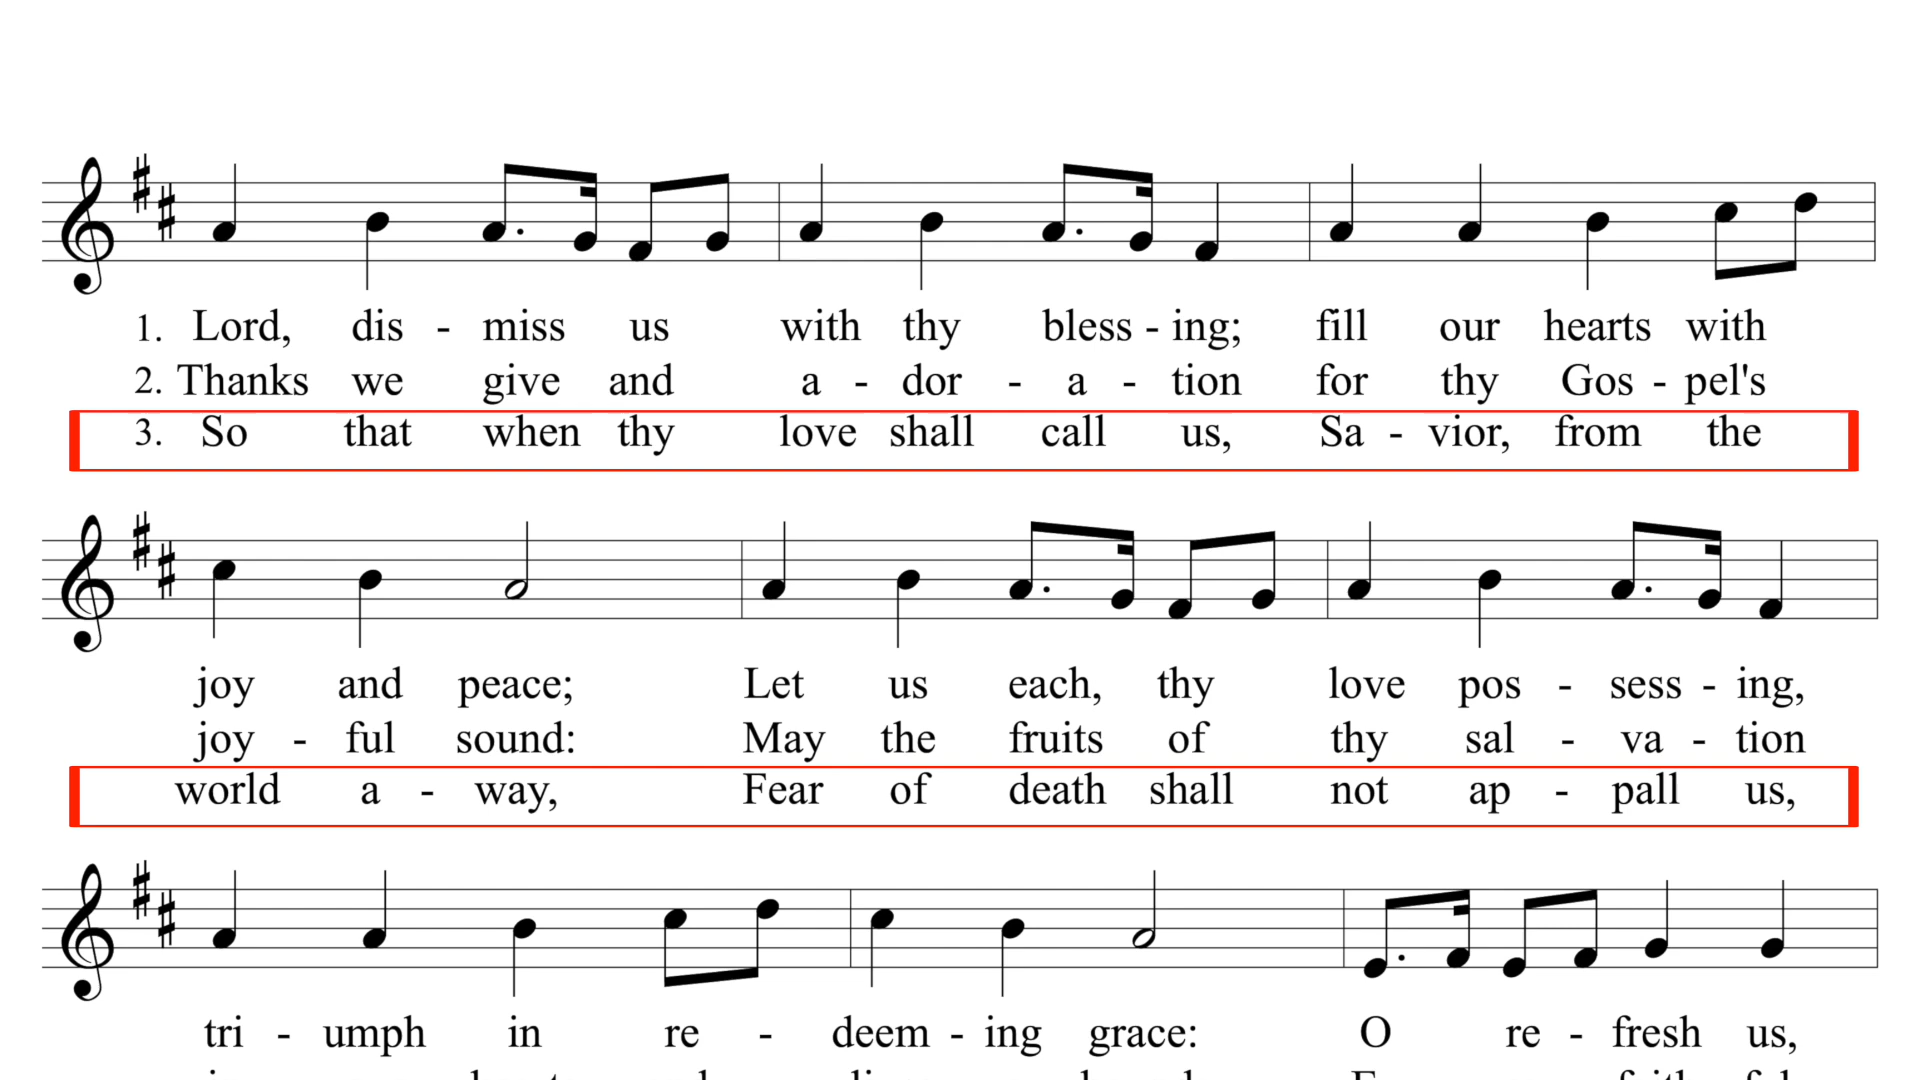 1. Lord, dis - miss us with thy bless - ing; fill our hearts with
2. Thanks we give and a - dor - a - tion for thy Gos - pel's
3. So that when thy love shall call us, Sa - vior, from the
joy and peace; Let us each, thy love pos - sess - ing,
joy - ful sound: May the fruits of thy sal - va - tion
world a - way, Fear of death shall not ap - pall us,
tri - umph in re - deem - ing grace: O re - fresh us,